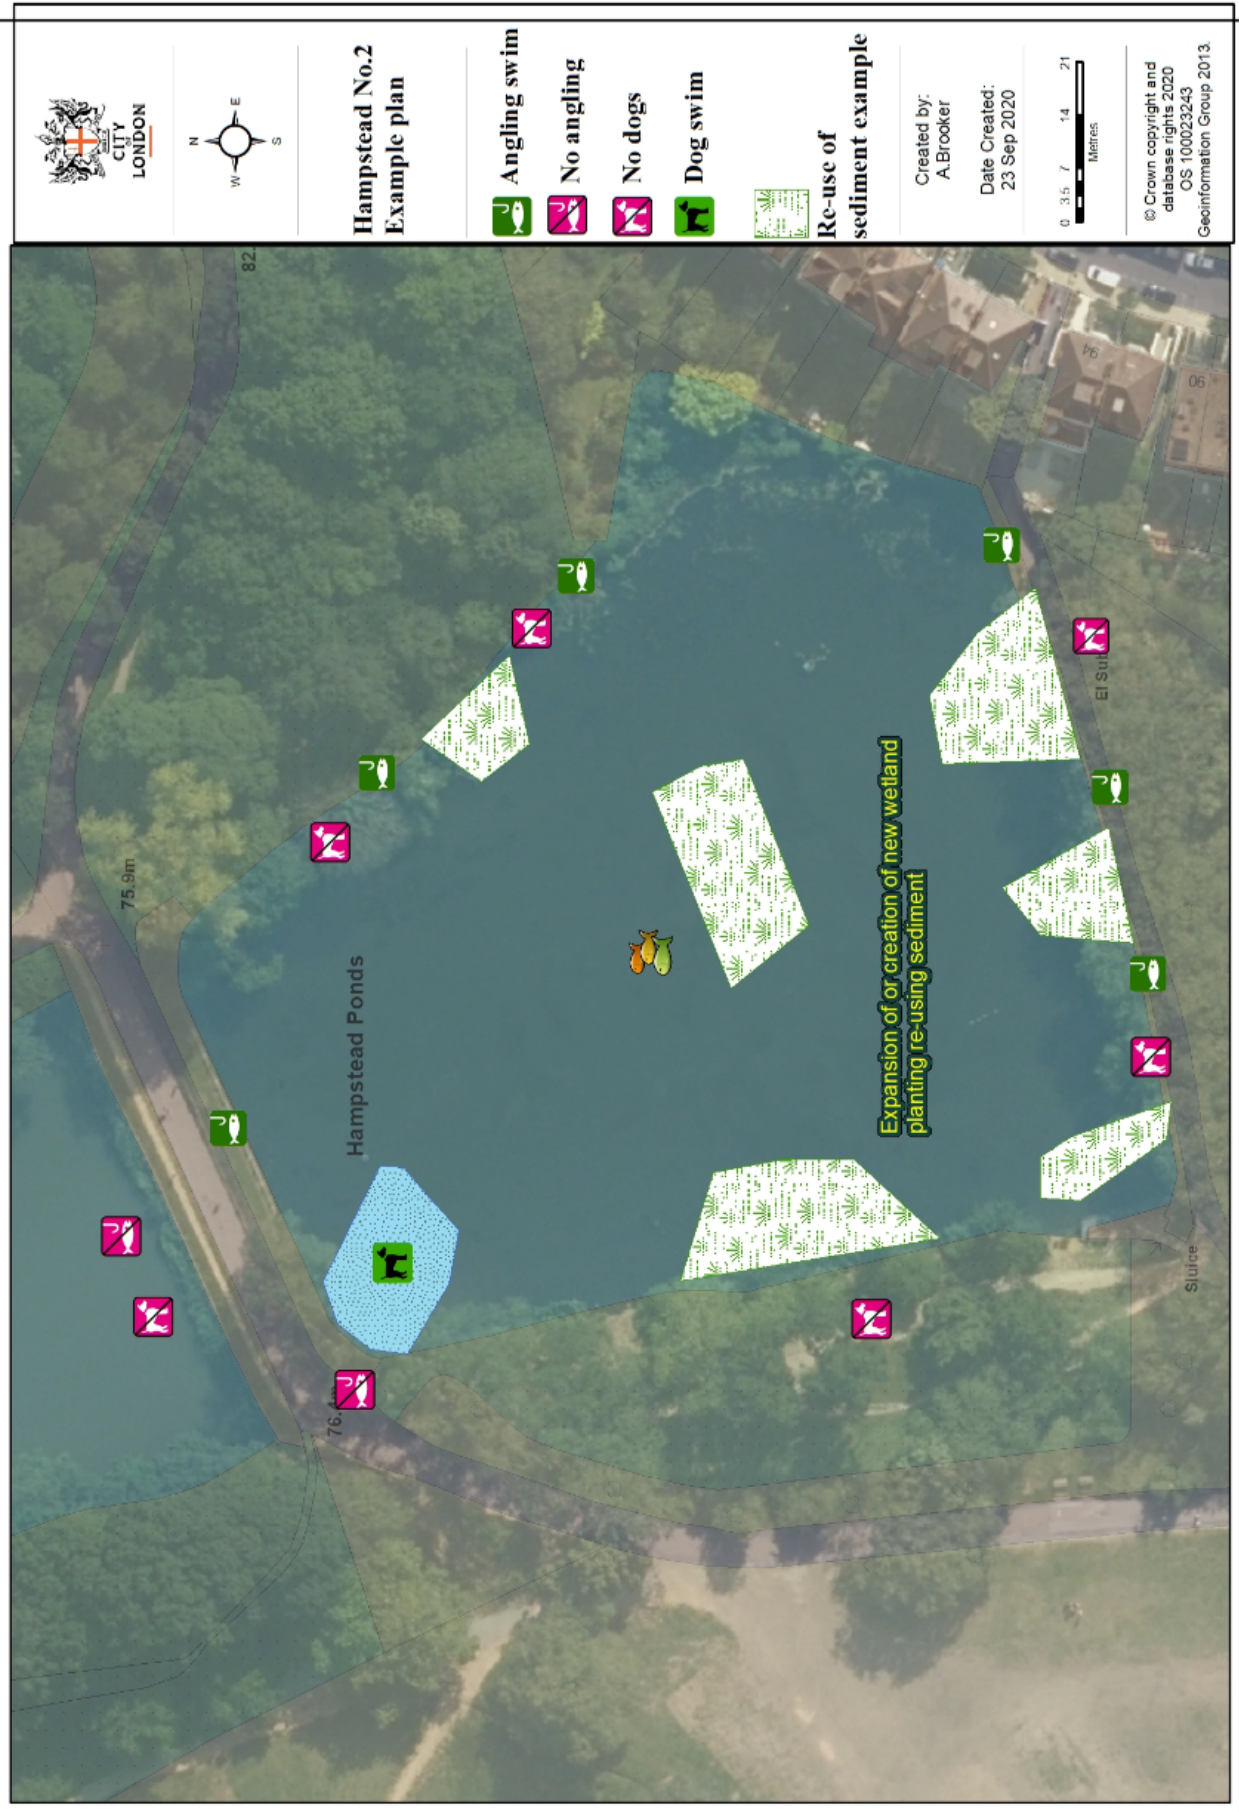 CITY
OF
LONDON
N
E
S
W
Hampstead No.2
Example plan
Angling swim
No angling
No dogs
Dog swim
Re-use of
sediment example
Created by:
A.Brooker
Date Created:
23 Sep 2020
0 3.5 7 14 21
Metres
© Crown copyright and
database rights 2020
OS 100023243
Geoinformation Group 2013.
82.
75.9m
Hampstead Ponds
76.4m
Expansion of or creation of new wetland
planting re-using sediment
El Sub
Sluice
94
90